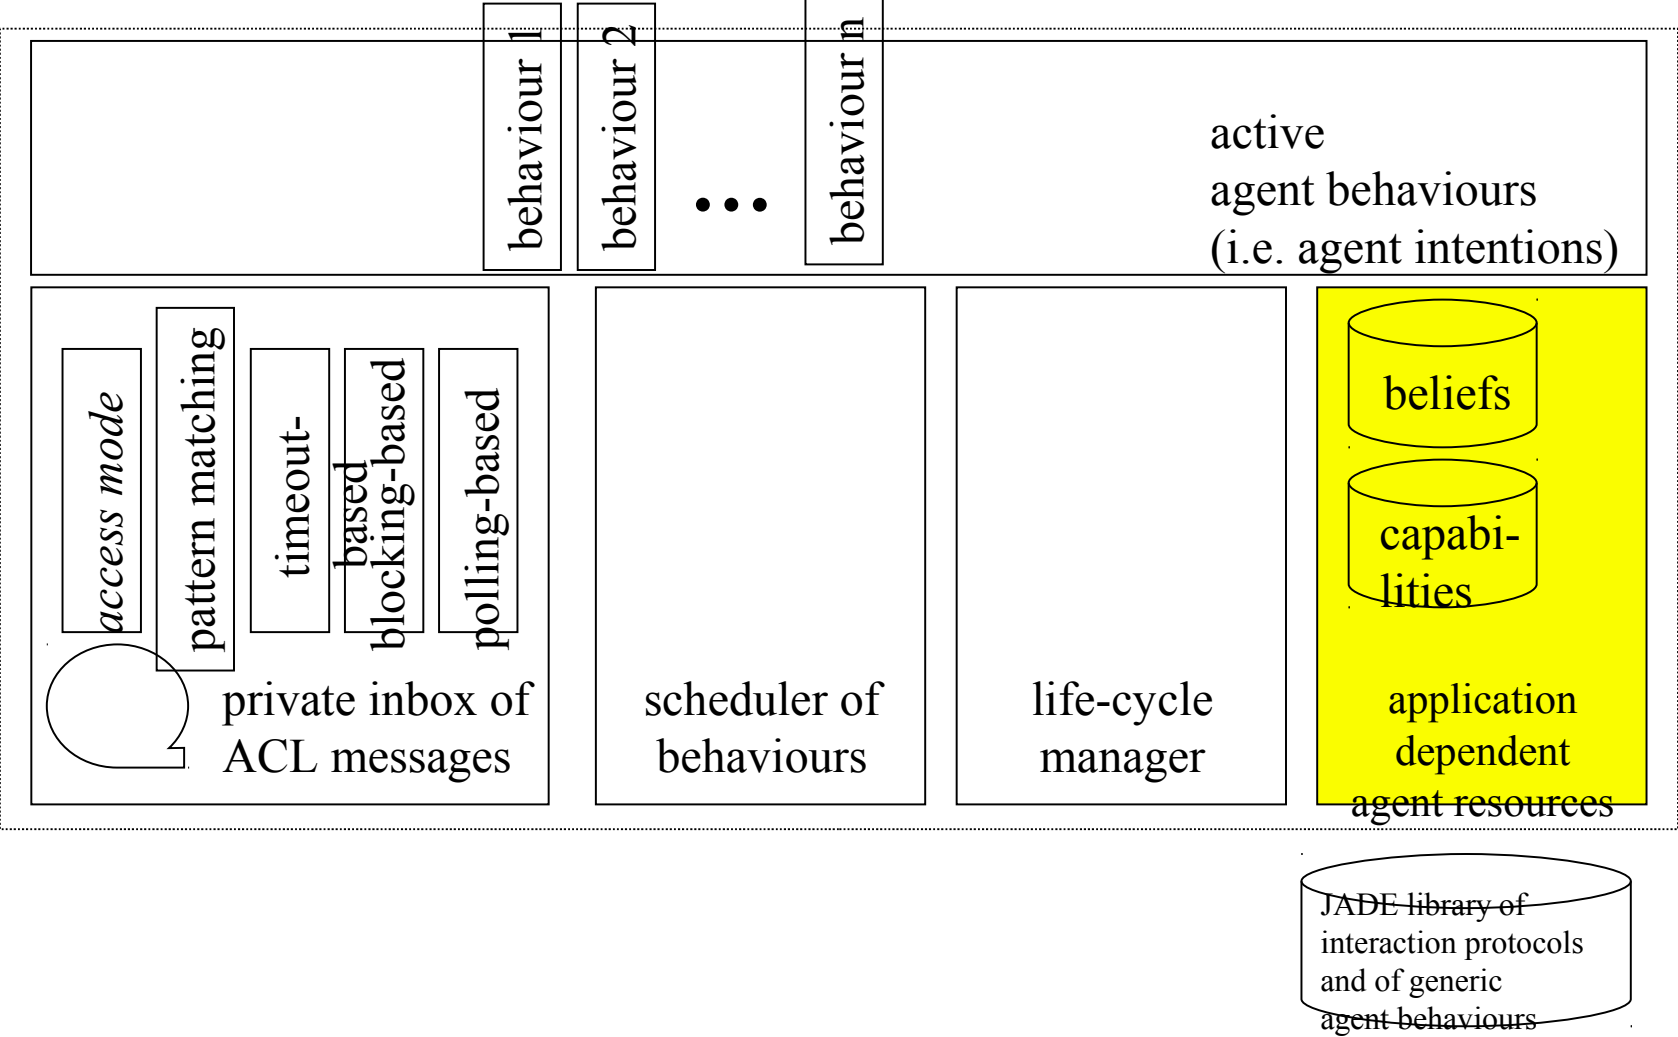 behaviour 1
behaviour 2
...
behaviour n
active
agent behaviours
(i.e. agent intentions)
access mode
pattern matching
timeout-
based
blocking-based
polling-based
private inbox of
ACL messages
scheduler of
behaviours
life-cycle
manager
beliefs
capabi-
lities
application
dependent
agent resources
JADE library of
interaction protocols
and of generic
agent behaviours